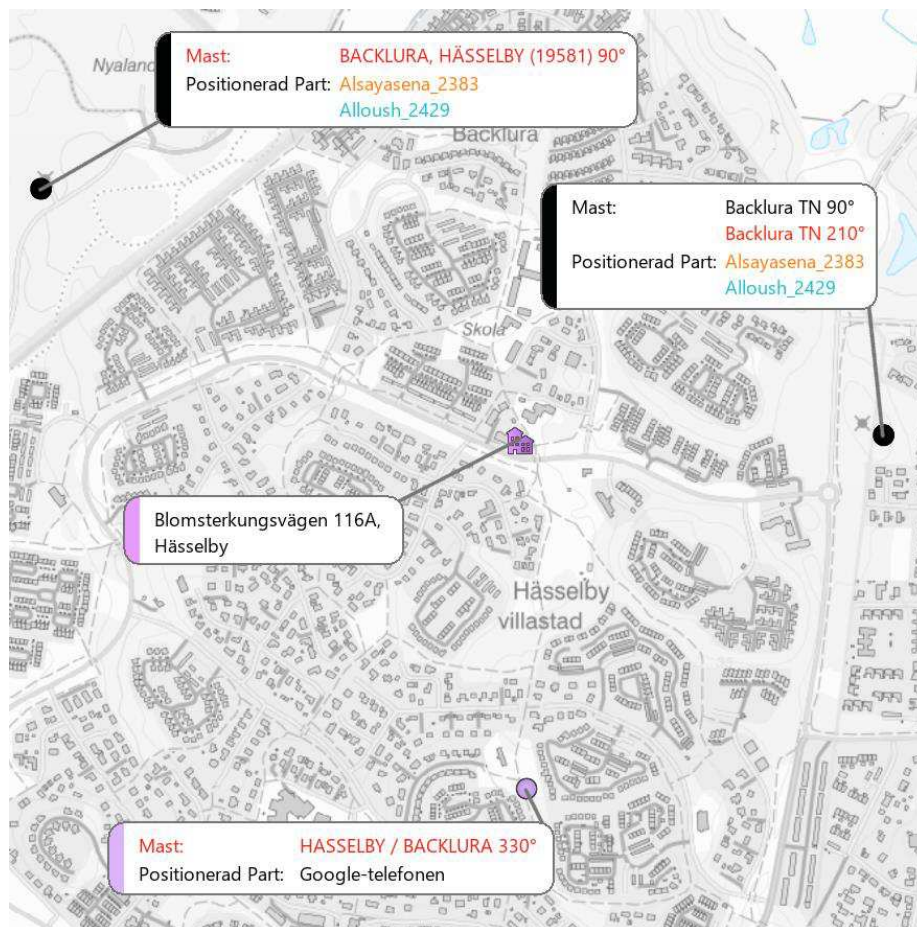 Nyaland
Mast: BACKLURA, HÄSSELBY (19581) 90°
Positionerad Part: Alsayasena_2383
Alloush_2429
Backlura
Mast: Backlura TN 90°
Backlura TN 210°
Positionerad Part: Alsayasena_2383
Alloush_2429
Skola
Blomsterkungsvägen 116A,
Hässelby
Hässelby
villastad
Mast: HASSELBY / BACKLURA 330°
Positionerad Part: Google-telefonen